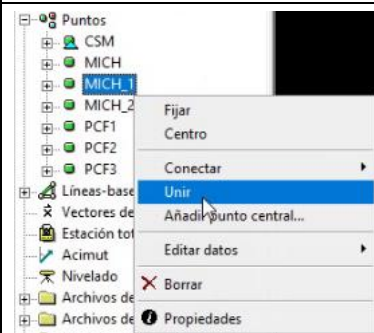 Puntos
CSM
MICH
MICH_1
MICH_2
PCF1
PCF2
PCF3
Líneas-base
Vectores de
Estación tot
Acimut
Nivelado
Archivos de
Archivos de
Fijar
Centro
Conectar
Unir
Añadir punto central...
Editar datos
Borrar
Propiedades